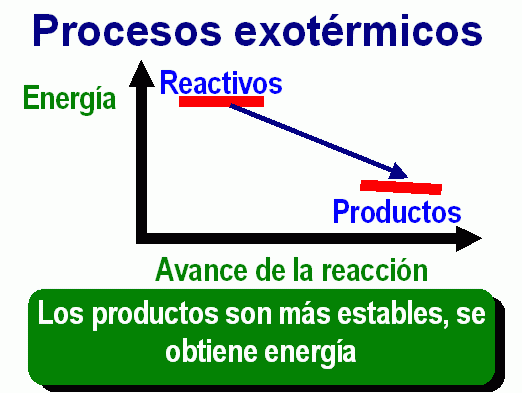 Procesos exotérmicos
Energía
Reactivos
Productos
Avance de la reacción
Los productos son más estables, se
obtiene energía